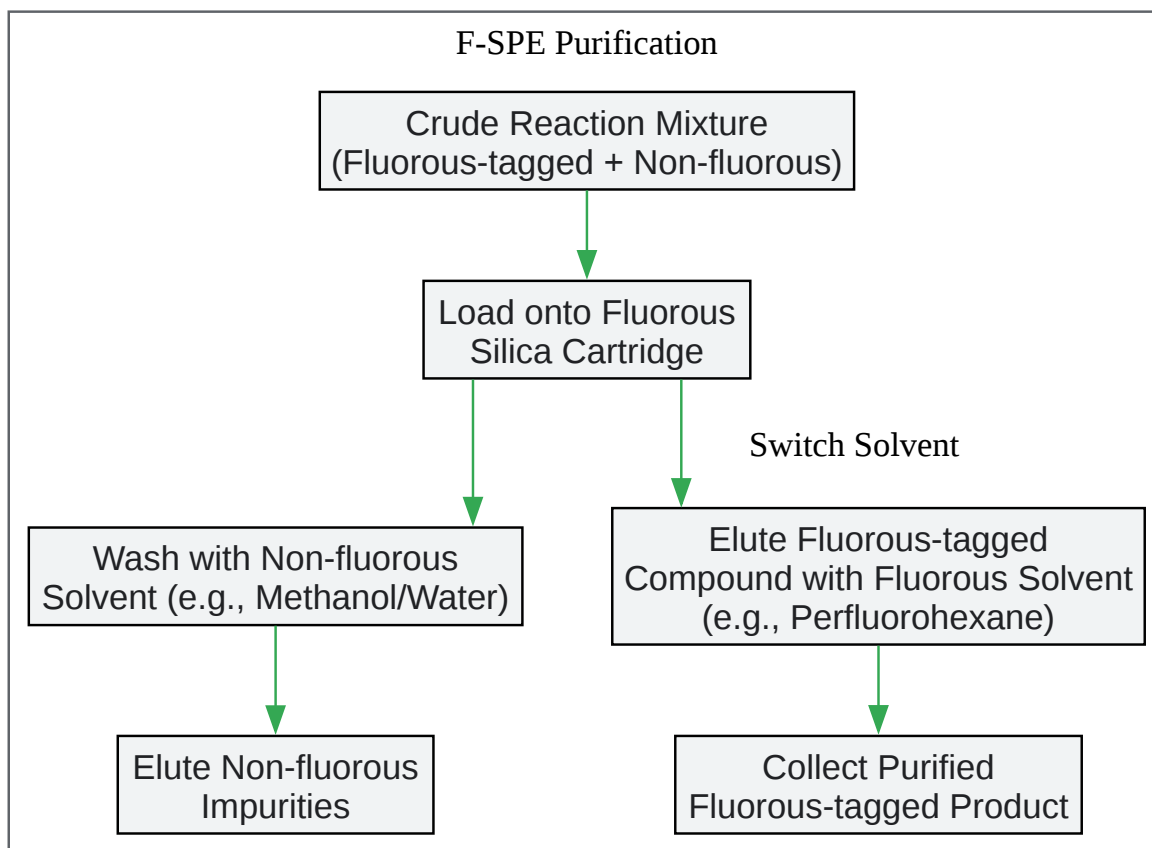 F-SPE Purification
Crude Reaction Mixture
(Fluorous-tagged + Non-fluorous)
Load onto Fluorous
Silica Cartridge
Switch Solvent
Wash with Non-fluorous
Solvent (e.g., Methanol/Water)
Elute Fluorous-tagged
Compound with Fluorous Solvent
(e.g., Perfluorohexane)
Elute Non-fluorous
Impurities
Collect Purified
Fluorous-tagged Product